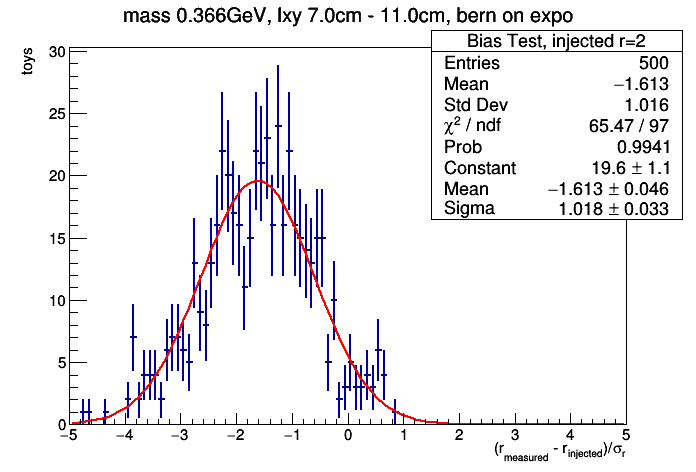 mass 0.366GeV, lxy 7.0cm - 11.0cm, bern on expo
Bias Test, injected r=2
Entries 500
Mean −1.613
Std Dev 1.016
χ² / ndf 65.47 / 97
Prob 0.9941
Constant 19.6 ± 1.1
Mean −1.613 ± 0.046
Sigma 1.018 ± 0.033
toys
30
25
20
15
10
5
0
−5 −4 −3 −2 −1 0 1 2 3 4 5
(r_measured - r_injected)/σ_r